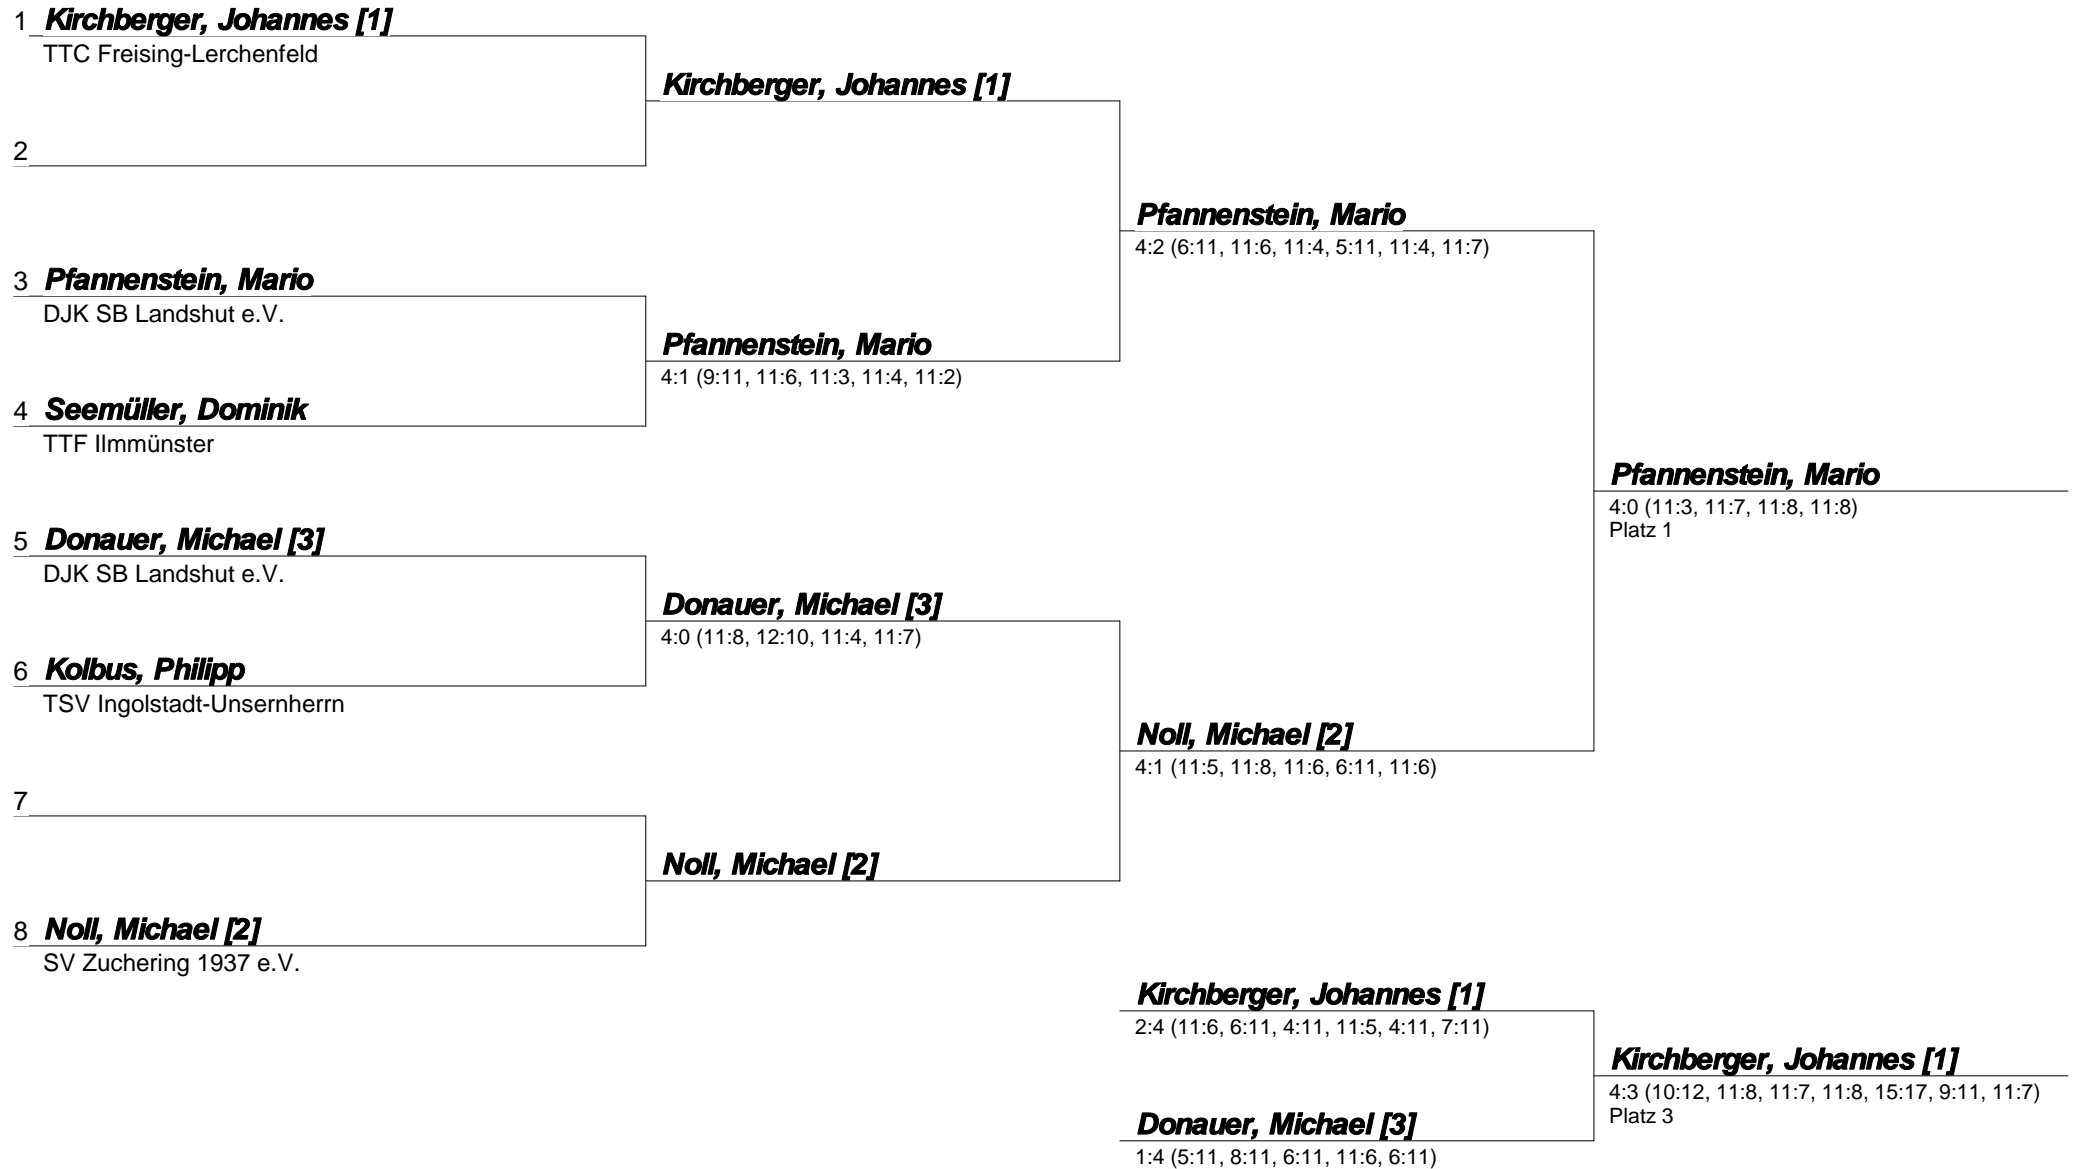 1 Kirchberger, Johannes [1]
TTC Freising-Lerchenfeld
Kirchberger, Johannes [1]
2
Pfannenstein, Mario
4:2 (6:11, 11:6, 11:4, 5:11, 11:4, 11:7)
3 Pfannenstein, Mario
DJK SB Landshut e.V.
Pfannenstein, Mario
4:1 (9:11, 11:6, 11:3, 11:4, 11:2)
4 Seemüller, Dominik
TTF Ilmmünster
Pfannenstein, Mario
4:0 (11:3, 11:7, 11:8, 11:8)
Platz 1
5 Donauer, Michael [3]
DJK SB Landshut e.V.
Donauer, Michael [3]
4:0 (11:8, 12:10, 11:4, 11:7)
6 Kolbus, Philipp
TSV Ingolstadt-Unsernherrn
Noll, Michael [2]
4:1 (11:5, 11:8, 11:6, 6:11, 11:6)
7
Noll, Michael [2]
8 Noll, Michael [2]
SV Zuchering 1937 e.V.
Kirchberger, Johannes [1]
2:4 (11:6, 6:11, 4:11, 11:5, 4:11, 7:11)
Kirchberger, Johannes [1]
4:3 (10:12, 11:8, 11:7, 11:8, 15:17, 9:11, 11:7)
Platz 3
Donauer, Michael [3]
1:4 (5:11, 8:11, 6:11, 11:6, 6:11)